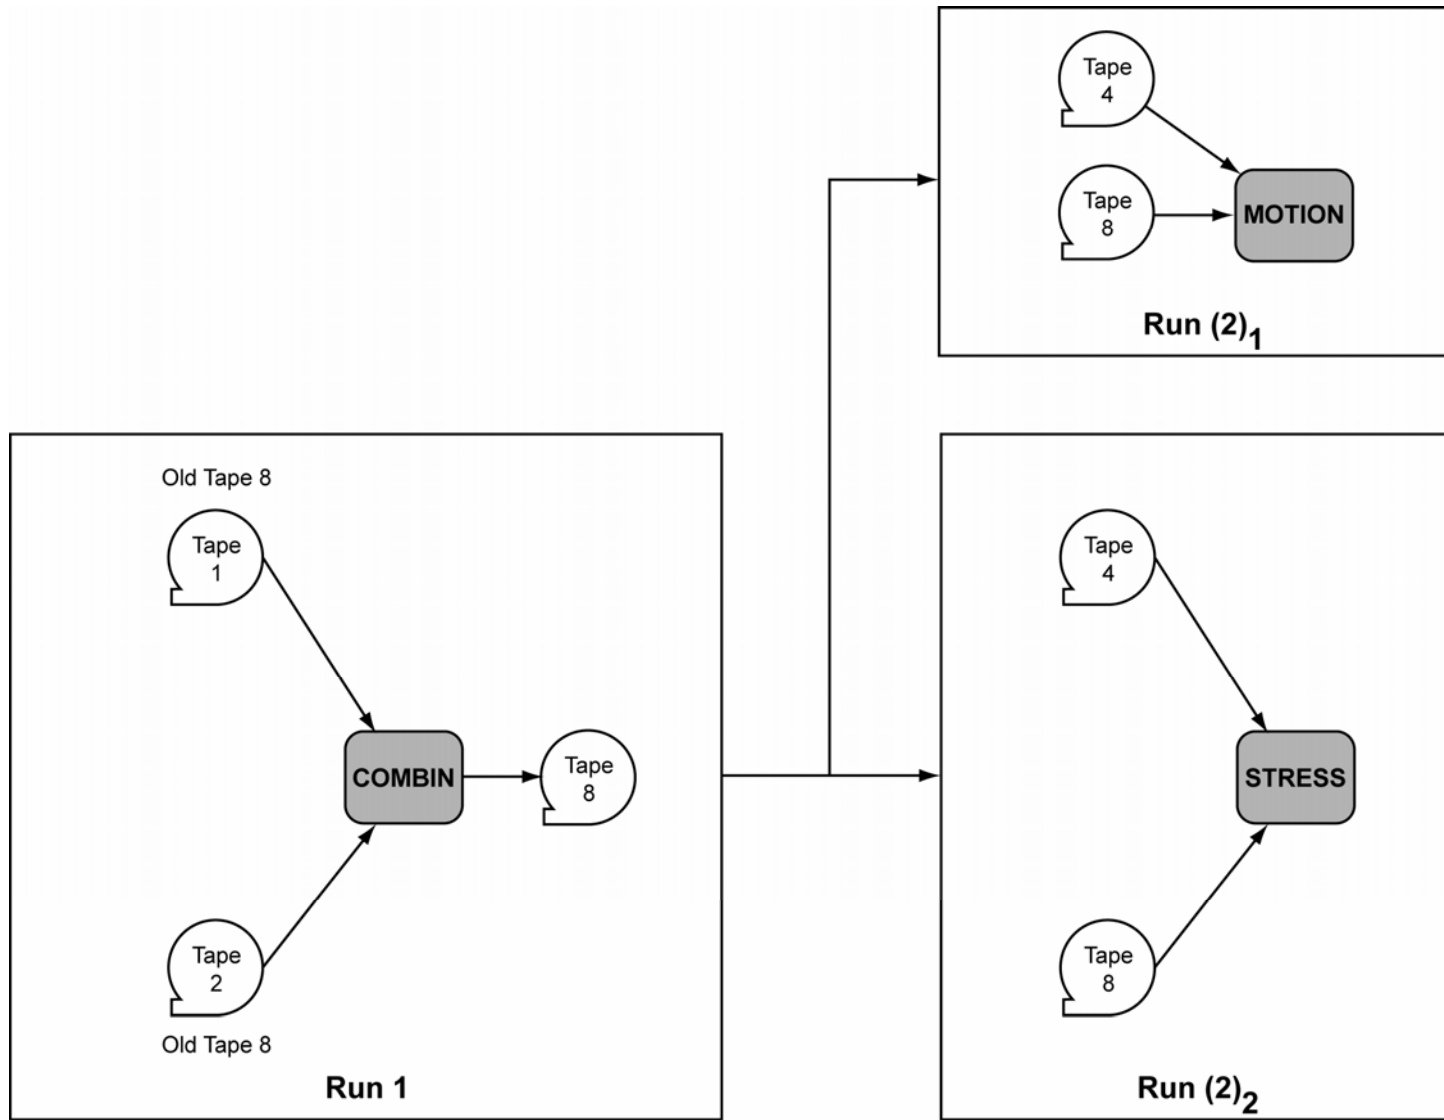 Tape
4
Tape
8
MOTION
Run (2)1
Old Tape 8
Tape
1
COMBIN
Tape
8
Tape
2
Old Tape 8
Run 1
Tape
4
STRESS
Tape
8
Run (2)2